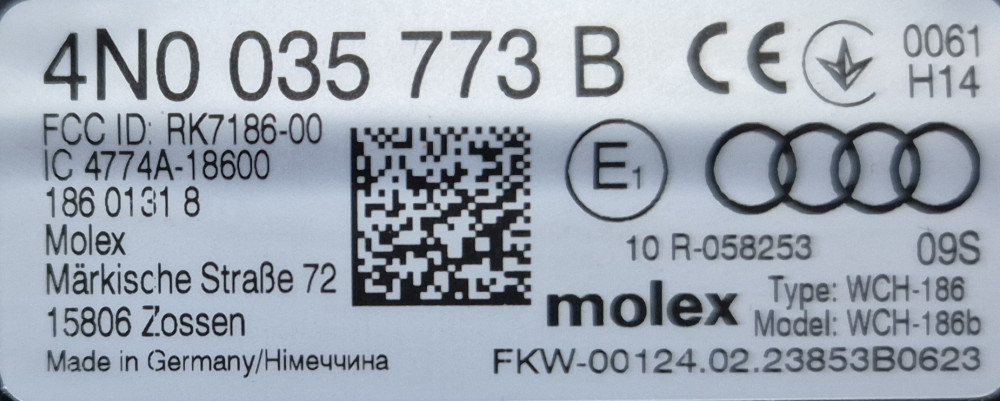 4N0 035 773 B CE 0061
H14
FCC ID: RK7186-00
IC 4774A-18600
186 0131 8
Molex
Märkische Straße 72
15806 Zossen
Made in Germany/Німеччина
E1
10 R-058253 09S
molex
Type: WCH-186
Model: WCH-186b
FKW-00124.02.23853B0623